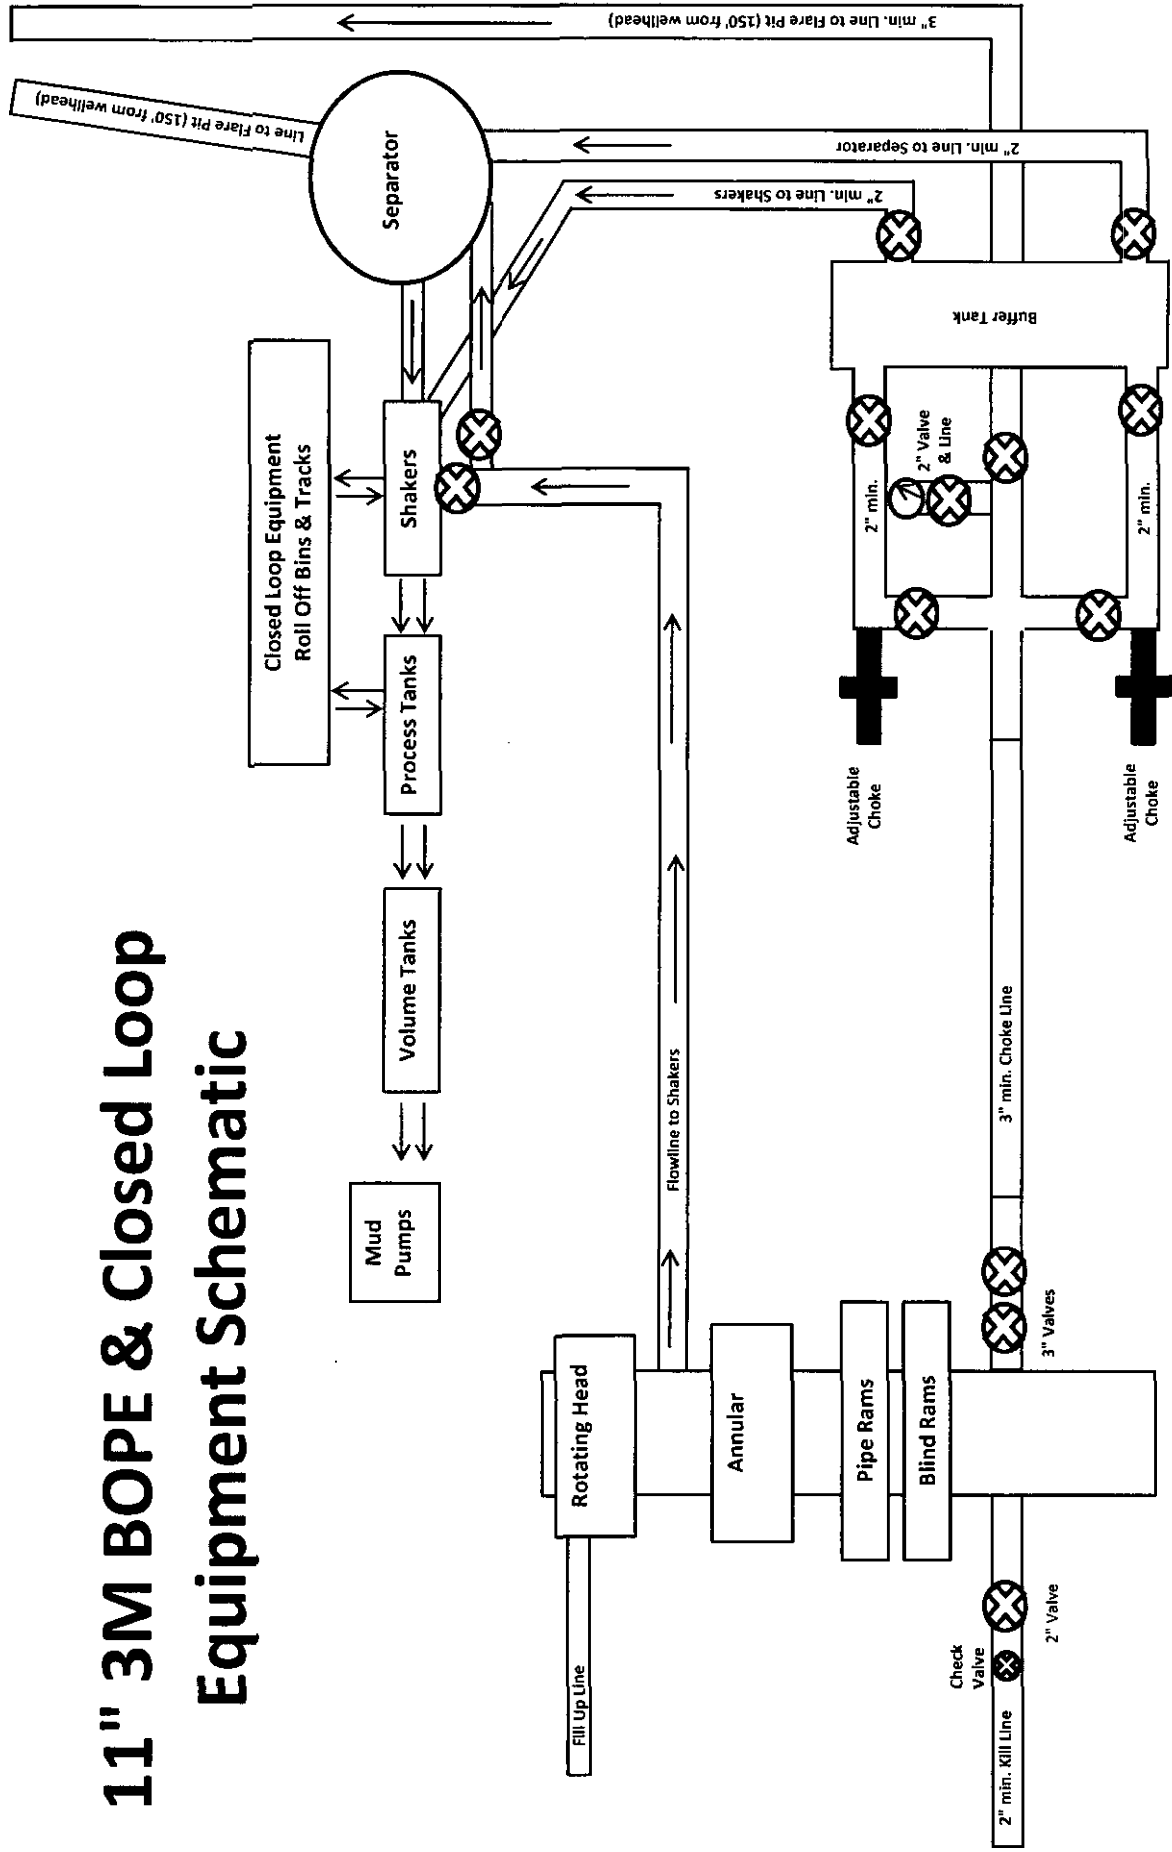 11" 3M BOPE & Closed Loop
Equipment Schematic
3" min. Line to Flare Pit (150' from wellhead)
Line to Flare Pit (150' from wellhead)
Separator
2" min. Line to Separator
2" min. Line to Shakers
Closed Loop Equipment
Roll Off Bins & Tracks
Shakers
Process Tanks
Volume Tanks
Mud
Pumps
Flowline to Shakers
Buffer Tank
2" Valve
& Line
2" min.
2" min.
Adjustable
Choke
Adjustable
Choke
3" min. Choke Line
3" Valves
Rotating Head
Annular
Pipe Rams
Blind Rams
Fill Up Line
Check
Valve
2" Valve
2" min. Kill Line